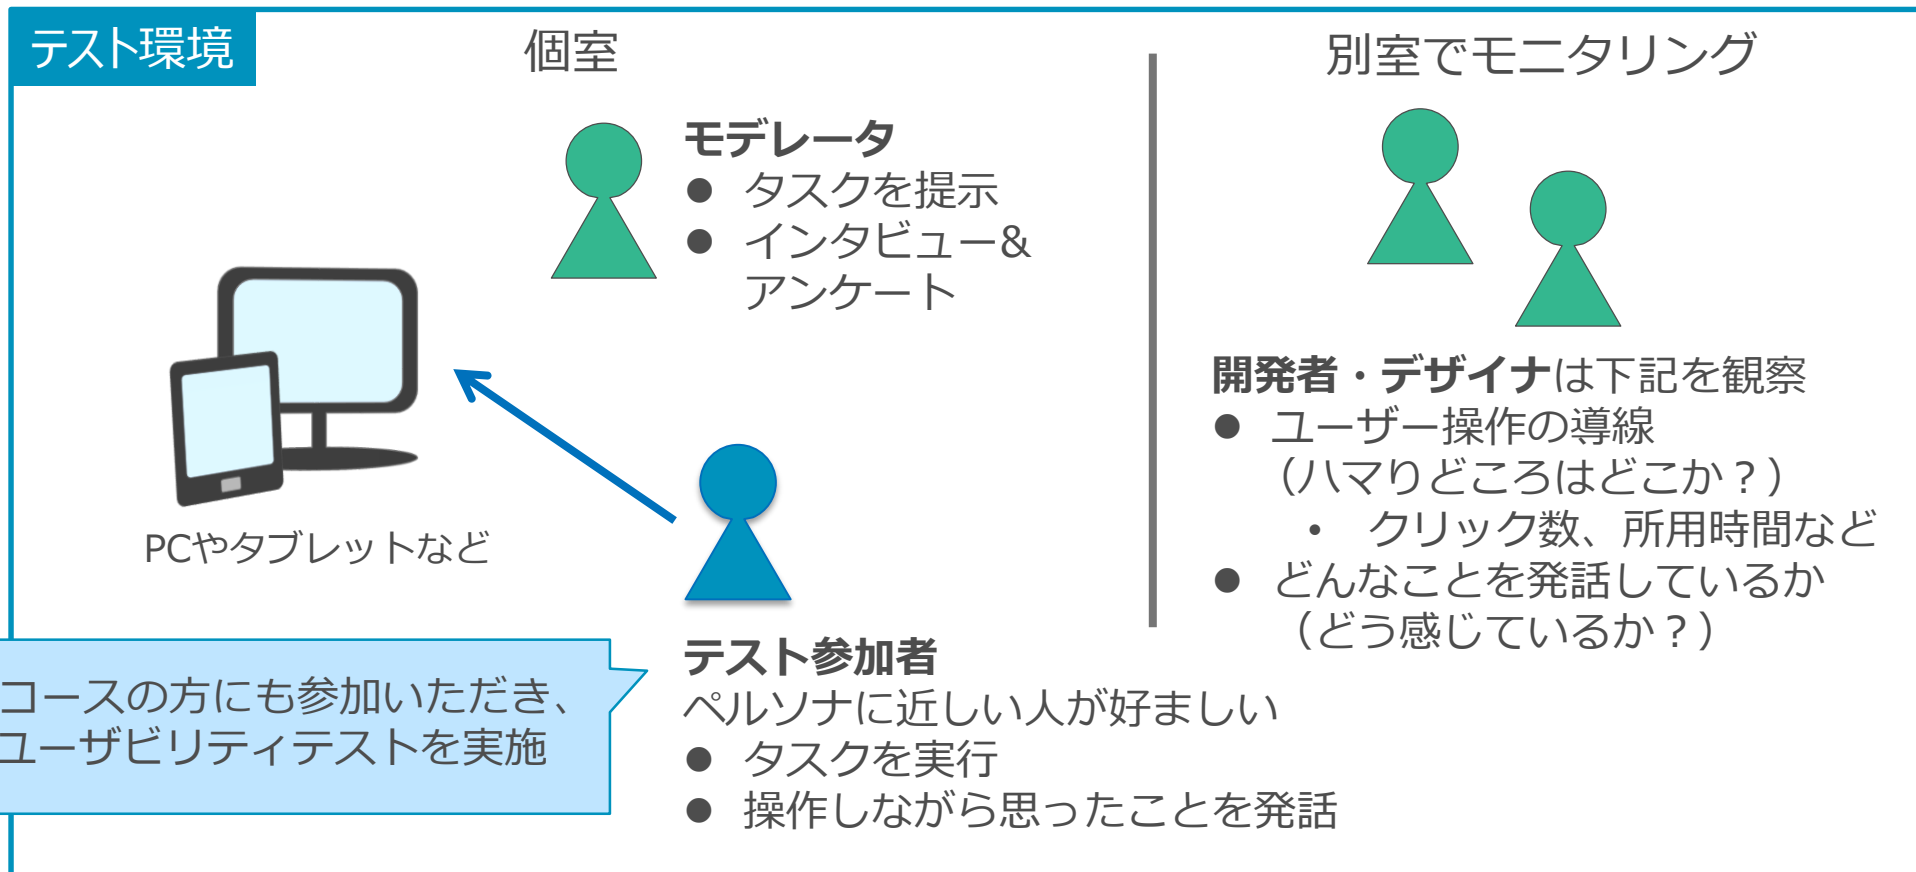 テスト環境
個室
モデレータ
● タスクを提示
● インタビュー&
アンケート
PCやタブレットなど
テスト参加者
ペルソナに近しい人が好ましい
● タスクを実行
● 操作しながら思ったことを発話
コースの方にも参加いただき、
ユーザビリティテストを実施
別室でモニタリング
開発者・デザイナは下記を観察
● ユーザー操作の導線
（ハマりどころはどこか？）
• クリック数、所用時間など
● どんなことを発話しているか
（どう感じているか？）